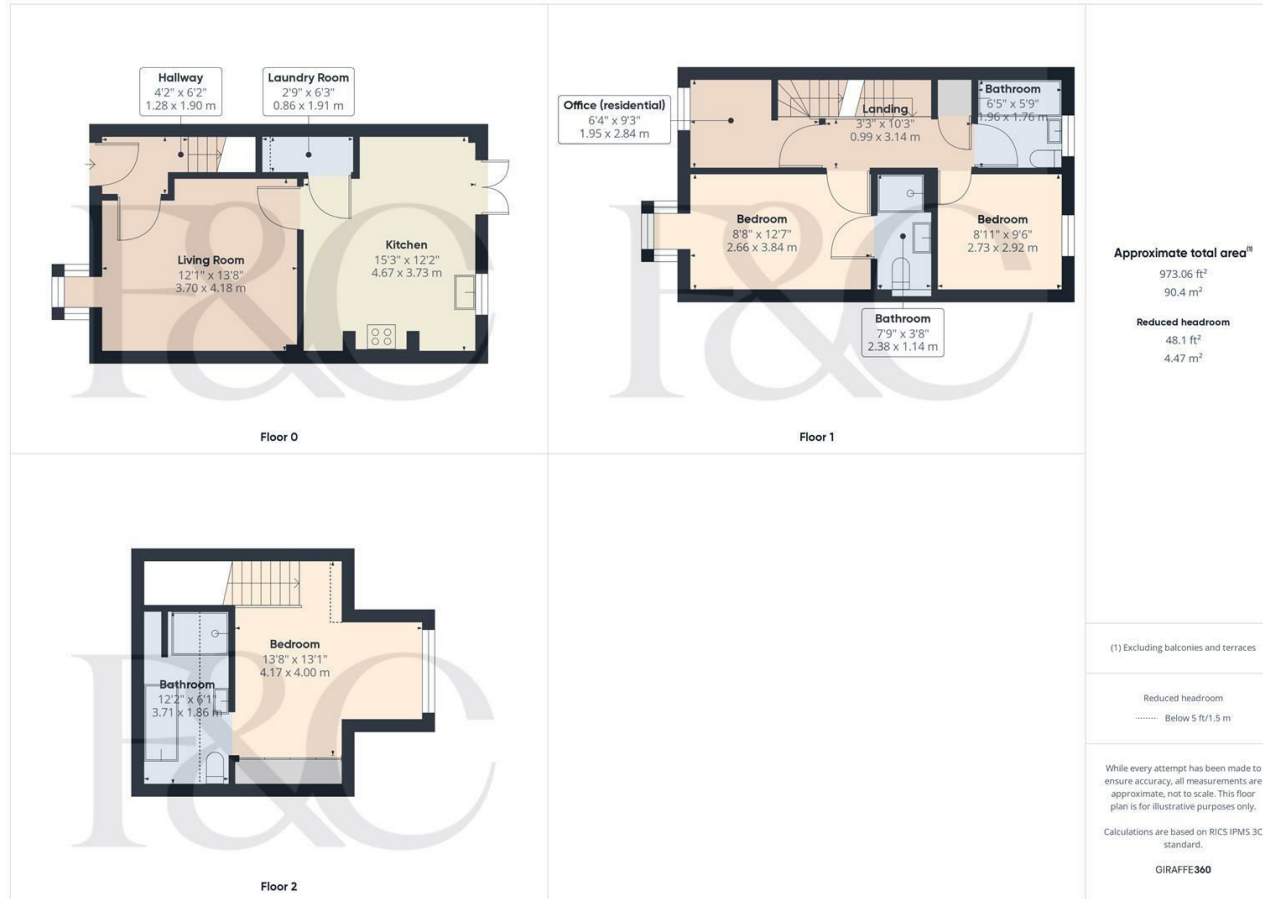 Hallway
4'2" x 6'2"
1.28 x 1.90 m
Laundry Room
2'9" x 6'3"
0.86 x 1.91 m
Living Room
12'1" x 13'8"
3.70 x 4.18 m
Kitchen
15'3" x 12'2"
4.67 x 3.73 m
F&C
Floor 0
Office (residential)
6'4" x 9'3"
1.95 x 2.84 m
Landing
3'3" x 10'3"
0.99 x 3.14 m
Bathroom
6'5" x 5'9"
1.96 x 1.76 m
Bedroom
8'8" x 12'7"
2.66 x 3.84 m
Bedroom
8'11" x 9'6"
2.73 x 2.92 m
Bathroom
7'9" x 3'8"
2.38 x 1.14 m
F&C
Floor 1
Bedroom
13'8" x 13'1"
4.17 x 4.00 m
Bathroom
12'2" x 6'1"
3.71 x 1.86 m
F&C
Floor 2
Approximate total area(1)
973.06 ft²
90.4 m²
Reduced headroom
48.1 ft²
4.47 m²
(1) Excluding balconies and terraces
Reduced headroom
Below 5 ft/1.5 m
While every attempt has been made to
ensure accuracy, all measurements are
approximate, not to scale. This floor
plan is for illustrative purposes only.
Calculations are based on RICS IPMS 3C
standard.
GIRAFFE360